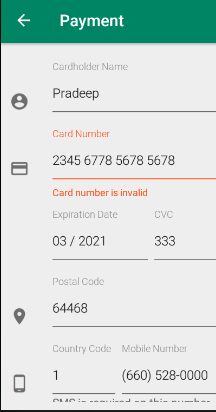 Payment
Cardholder Name
Pradeep
Card Number
2345 6778 5678 5678
Card number is invalid
Expiration Date CVC
03 / 2021 333
Postal Code
64468
Country Code Mobile Number
1 (660) 528-0000
SMS is required on this number